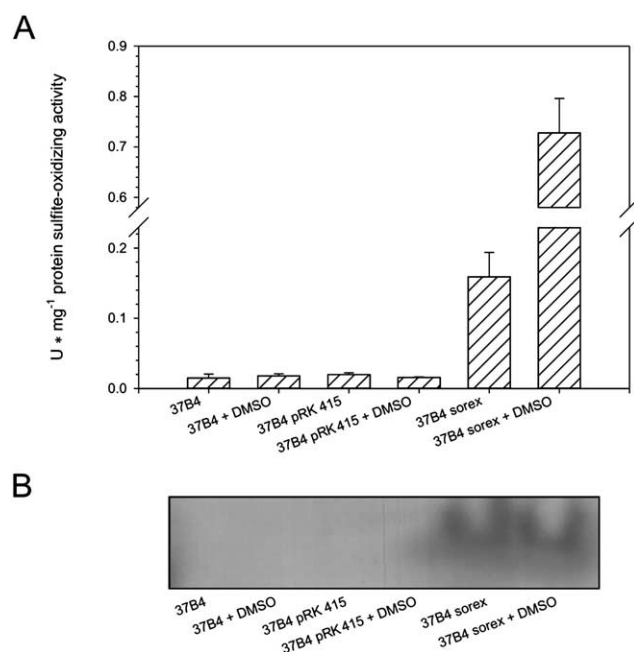 A
U * mg-1 protein sulfite-oxidizing activity
0.9
0.8
0.7
0.6
0.2
0.1
0.0
37B4
37B4 + DMSO
37B4 pRK 415
37B4 pRK 415 + DMSO
37B4 sorex
37B4 sorex + DMSO
B
37B4
37B4 + DMSO
37B4 pRK 415
37B4 pRK 415 + DMSO
37B4 sorex
37B4 sorex + DMSO